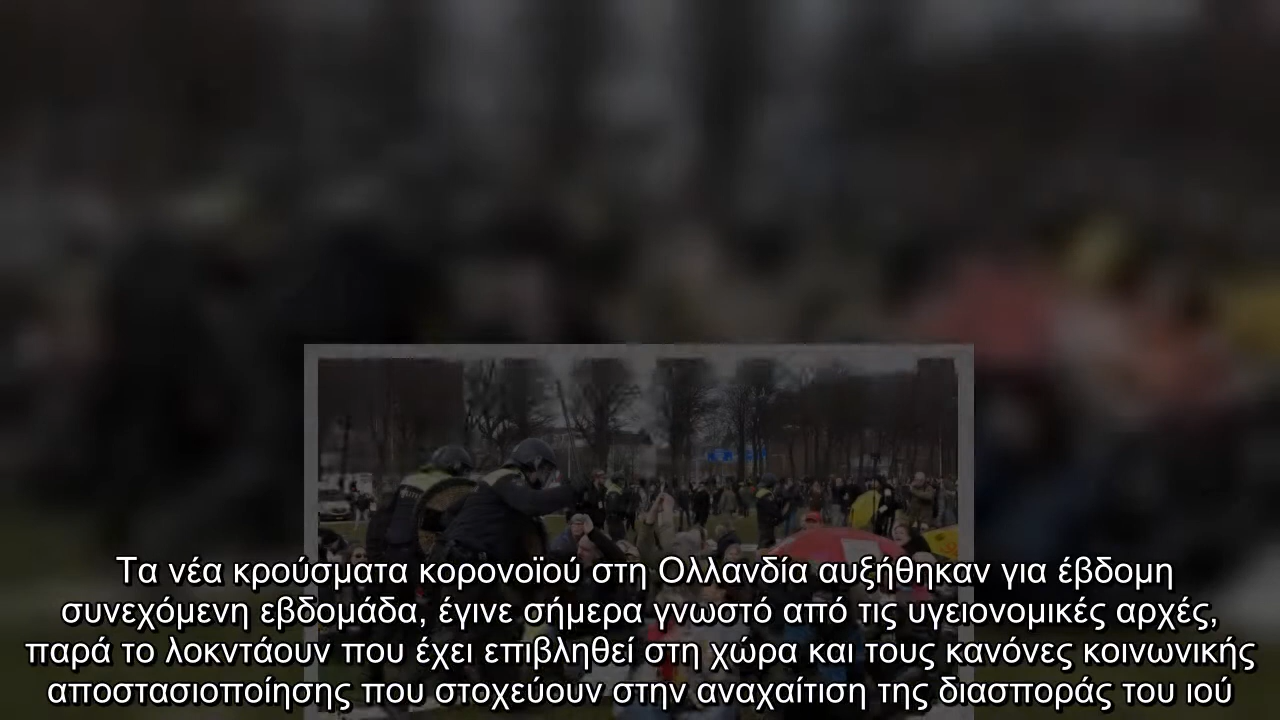 Τα νέα κρούσματα κορονοϊού στη Ολλανδία αυξήθηκαν για έβδομη
συνεχόμενη εβδομάδα, έγινε σήμερα γνωστό από τις υγειονομικές αρχές,
παρά το λοκντάουν που έχει επιβληθεί στη χώρα και τους κανόνες κοινωνικής
αποστασιοποίησης που στοχεύουν στην αναχαίτιση της διασποράς του ιού